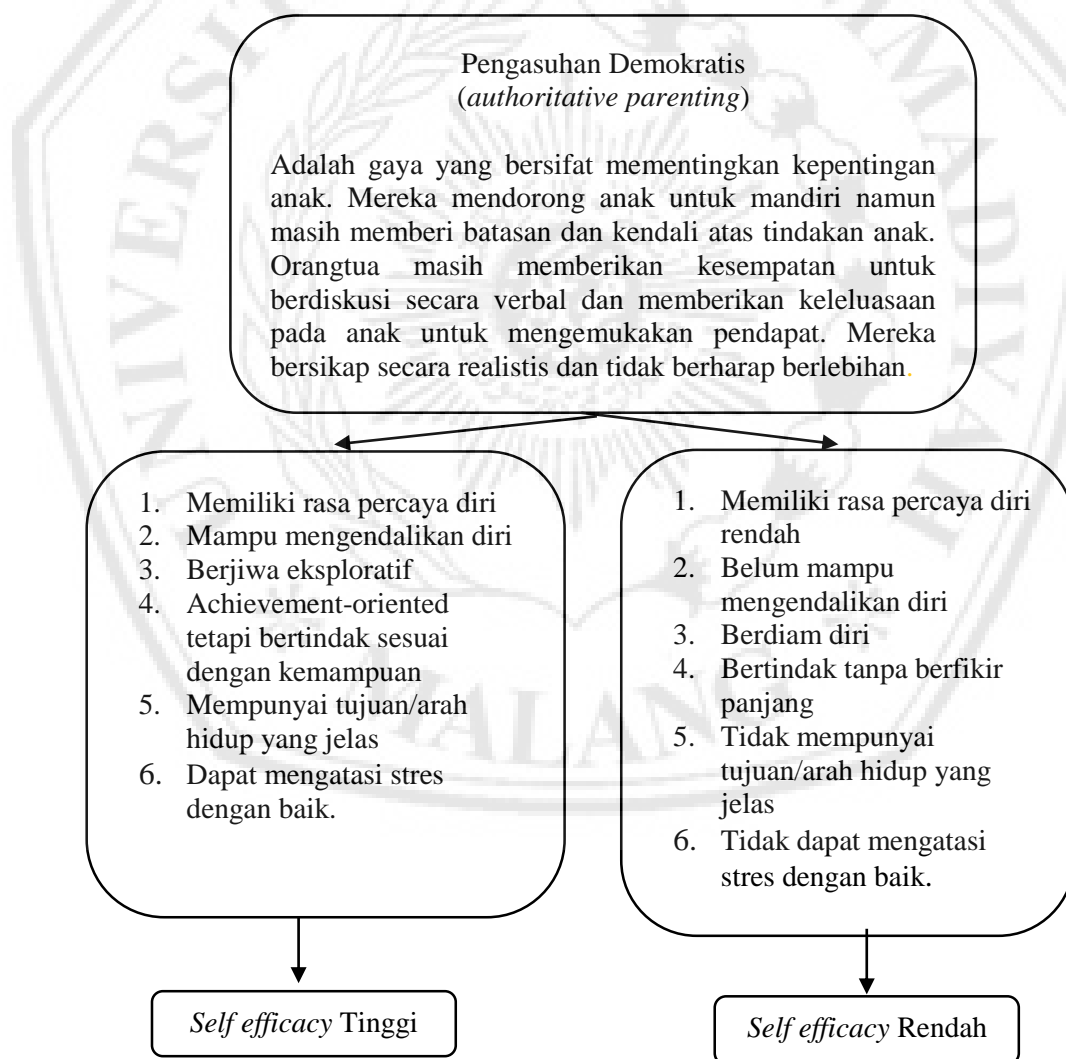 Pengasuhan Demokratis
(authoritative parenting)
Adalah gaya yang bersifat mementingkan kepentingan
anak. Mereka mendorong anak untuk mandiri namun
masih memberi batasan dan kendali atas tindakan anak.
Orangtua masih memberikan kesempatan untuk
berdiskusi secara verbal dan memberikan keleluasaan
pada anak untuk mengemukakan pendapat. Mereka
bersikap secara realistis dan tidak berharap berlebihan.
1. Memiliki rasa percaya diri
2. Mampu mengendalikan diri
3. Berjiwa eksploratif
4. Achievement-oriented
tetapi bertindak sesuai
dengan kemampuan
5. Mempunyai tujuan/arah
hidup yang jelas
6. Dapat mengatasi stres
dengan baik.
1. Memiliki rasa percaya diri
rendah
2. Belum mampu
mengendalikan diri
3. Berdiam diri
4. Bertindak tanpa berfikir
panjang
5. Tidak mempunyai
tujuan/arah hidup yang
jelas
6. Tidak dapat mengatasi
stres dengan baik.
Self efficacy Tinggi
Self efficacy Rendah
MALANG